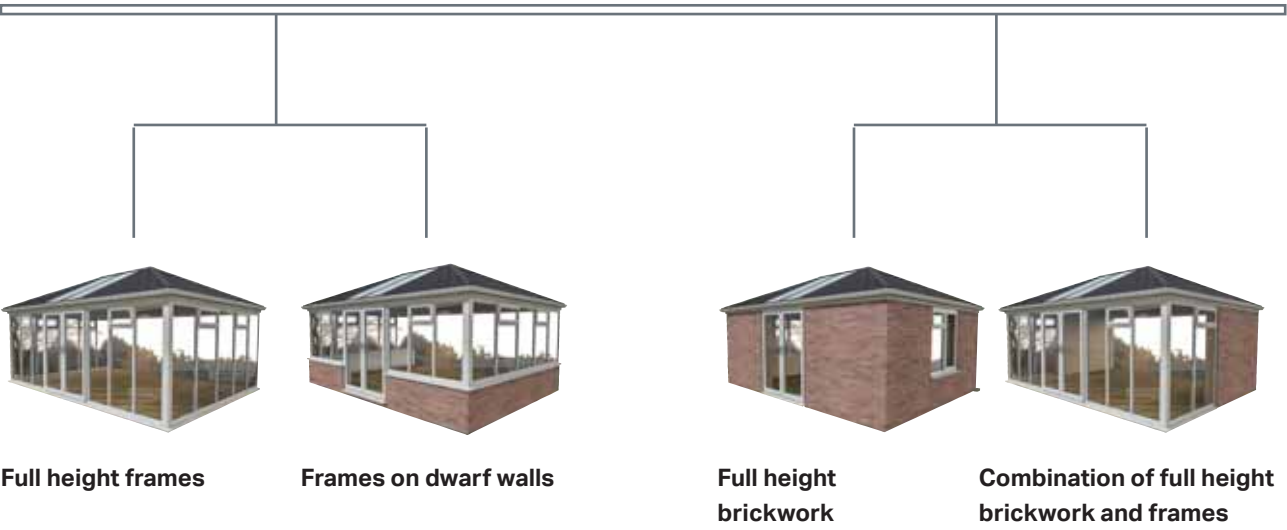 Full height frames
Frames on dwarf walls
Full height
brickwork
Combination of full height
brickwork and frames